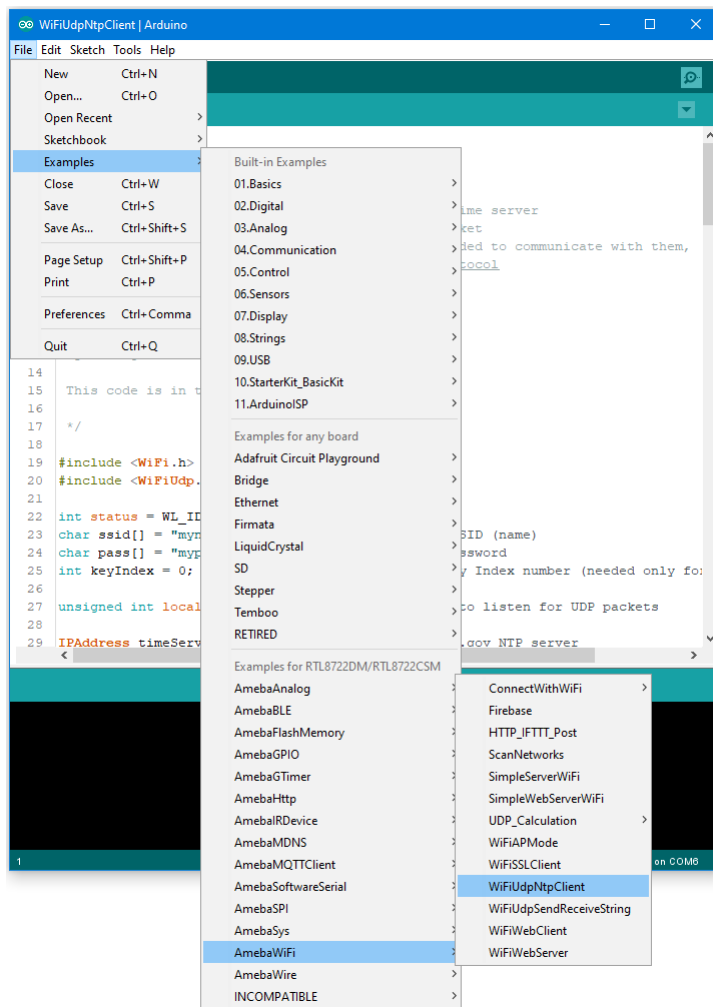 WiFiUdpNtpClient | Arduino
File Edit Sketch Tools Help
New Ctrl+N
Open... Ctrl+O
Open Recent
Sketchbook
Examples
Close Ctrl+W
Save Ctrl+S
Save As... Ctrl+Shift+S
Page Setup Ctrl+Shift+P
Print Ctrl+P
Preferences Ctrl+Comma
Quit Ctrl+Q
Built-in Examples
01.Basics
02.Digital
03.Analog
04.Communication
05.Control
06.Sensors
07.Display
08.Strings
09.USB
10.StarterKit_BasicKit
11.ArduinoISP
Examples for any board
Adafruit Circuit Playground
Bridge
Ethernet
Firmata
LiquidCrystal
SD
Stepper
Temboo
RETIRED
Examples for RTL8722DM/RTL8722CSM
AmebaAnalog
AmebaBLE
AmebaFlashMemory
AmebaGPIO
AmebaGTimer
AmebaHttp
AmebaIRDevice
AmebaMDNS
AmebaMQTTClient
AmebaSoftwareSerial
AmebaSPI
AmebaSys
AmebaWiFi
AmebaWire
INCOMPATIBLE
ConnectWithWiFi
Firebase
HTTP_IFTTT_Post
ScanNetworks
SimpleServerWiFi
SimpleWebServerWiFi
UDP_Calculation
WiFiAPMode
WiFiSSLClient
WiFiUdpNtpClient
WiFiUdpSendReceiveString
WiFiWebClient
WiFiWebServer
ime server
ket
ded to communicate with them,
tocol
14
15 This code is in t
16
17 */
18
19 #include <WiFi.h>
20 #include <WiFiUdp.
21
22 int status = WL_ID
23 char ssid[] = "myn SSID (name)
24 char pass[] = "myp ssword
25 int keyIndex = 0; y Index number (needed only for
26
27 unsigned int local to listen for UDP packets
28
29 IPAddress timeServ .gov NTP server
1 on COM6